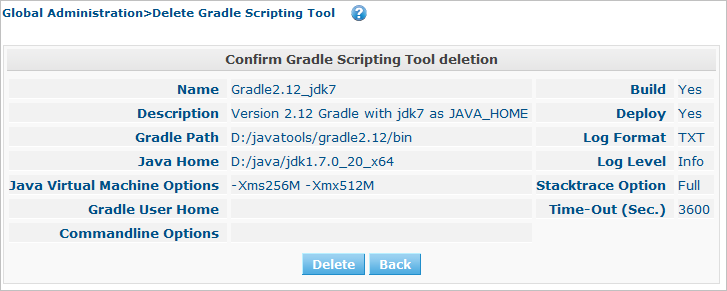 Global Administration>Delete Gradle Scripting Tool ?
Confirm Gradle Scripting Tool deletion
Name Gradle2.12_jdk7 Build Yes
Description Version 2.12 Gradle with jdk7 as JAVA_HOME Deploy Yes
Gradle Path D:/javatools/gradle2.12/bin Log Format TXT
Java Home D:/java/jdk1.7.0_20_x64 Log Level Info
Java Virtual Machine Options -Xms256M -Xmx512M Stacktrace Option Full
Gradle User Home Time-Out (Sec.) 3600
Commandline Options
Delete Back